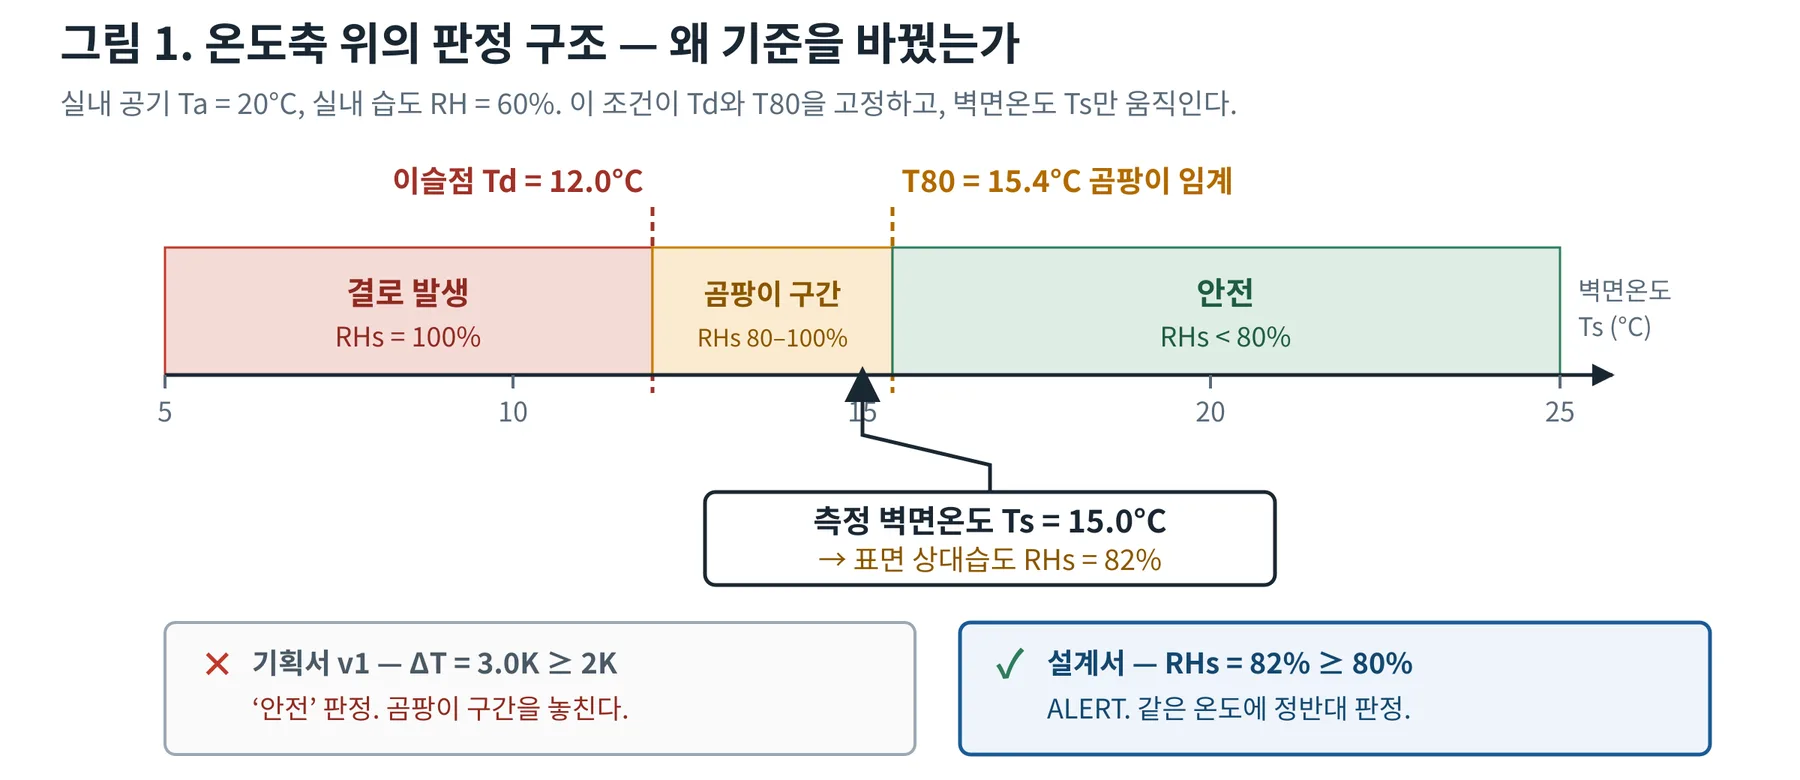 그림 1. 온도축 위의 판정 구조 — 왜 기준을 바꿨는가
실내 공기 Ta = 20°C, 실내 습도 RH = 60%. 이 조건이 Td와 T80을 고정하고, 벽면온도 Ts만 움직인다.
이슬점 Td = 12.0°C
T80 = 15.4°C 곰팡이 임계
결로 발생
RHs = 100%
곰팡이 구간
RHs 80–100%
안전
RHs < 80%
벽면온도
Ts (°C)
5
10
15
20
25
측정 벽면온도 Ts = 15.0°C
→ 표면 상대습도 RHs = 82%
✕ 기획서 v1 — ΔT = 3.0K ≥ 2K
‘안전’ 판정. 곰팡이 구간을 놓친다.
✓ 설계서 — RHs = 82% ≥ 80%
ALERT. 같은 온도에 정반대 판정.